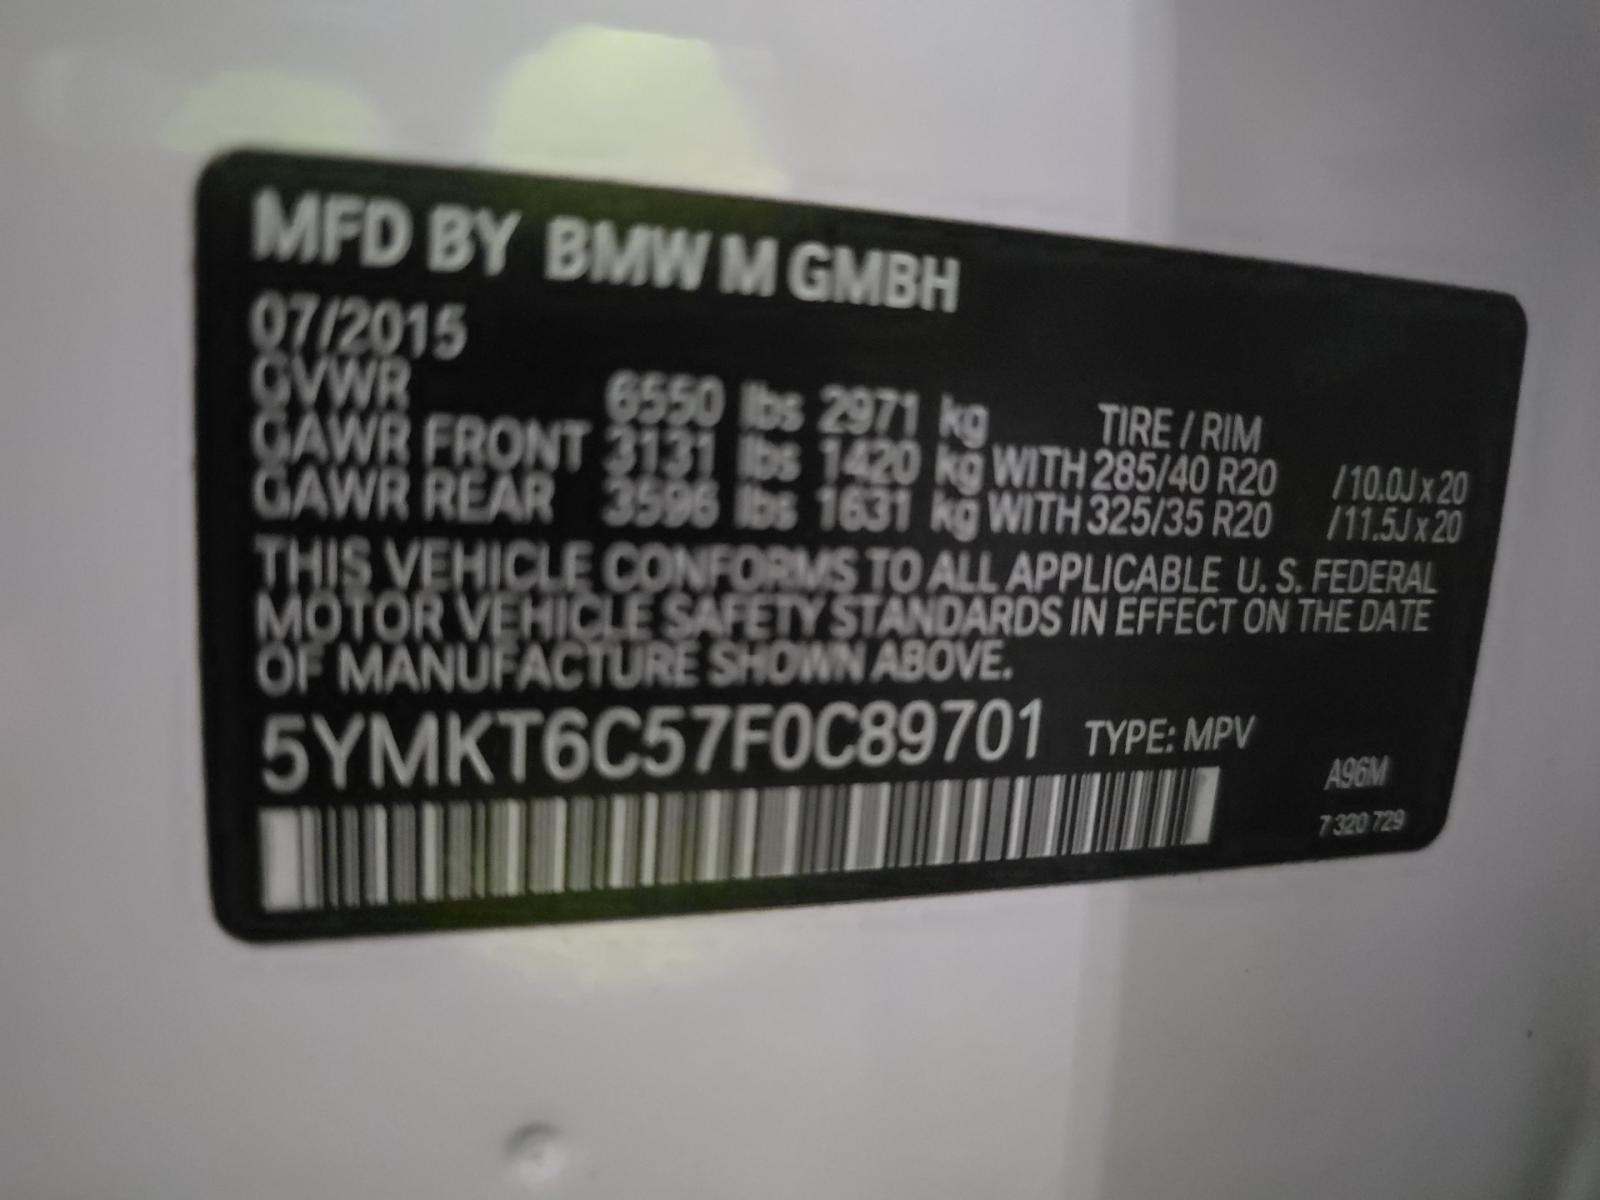 MFD BY BMW M GMBH
07/2015
GVWR 6550 lbs 2971 kg TIRE / RIM
GAWR FRONT 3131 lbs 1420 kg WITH 285/40 R20 /10.0J x 20
GAWR REAR 3596 lbs 1631 kg WITH 325/35 R20 /11.5J x 20
THIS VEHICLE CONFORMS TO ALL APPLICABLE U. S. FEDERAL
MOTOR VEHICLE SAFETY STANDARDS IN EFFECT ON THE DATE
OF MANUFACTURE SHOWN ABOVE.
5YMKT6C57F0C89701 TYPE: MPV
A96M
7 320 729